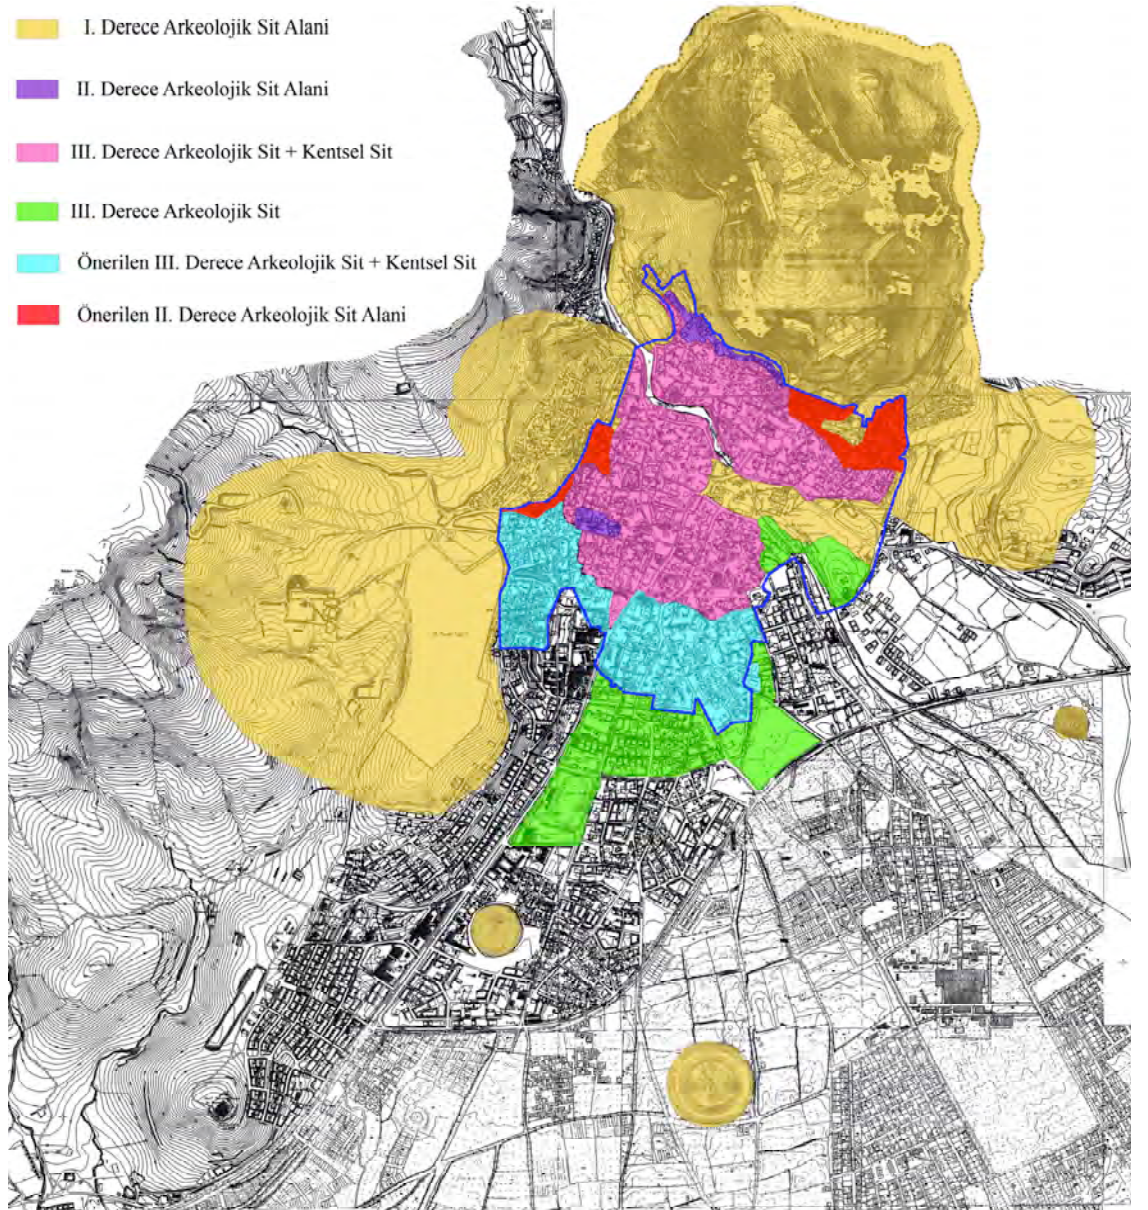 I. Derece Arkeolojik Sit Alani
II. Derece Arkeolojik Sit Alani
III. Derece Arkeolojik Sit + Kentsel Sit
III. Derece Arkeolojik Sit
Önerilen III. Derece Arkeolojik Sit + Kentsel Sit
Önerilen II. Derece Arkeolojik Sit Alani